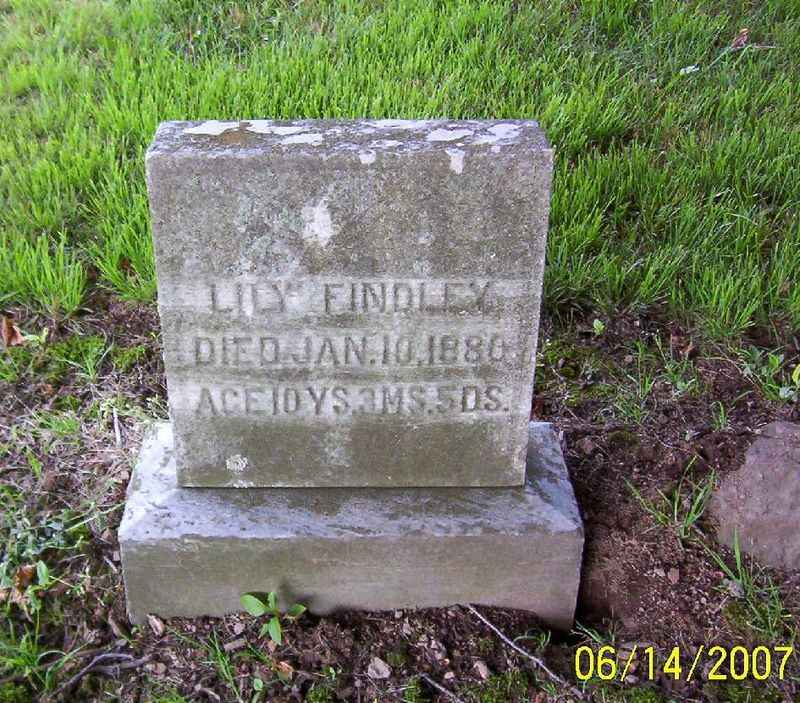 LILY FINDLEY
DIED JAN.10,1880
AGE 10 YS.3 MS.5 DS.
06/14/2007